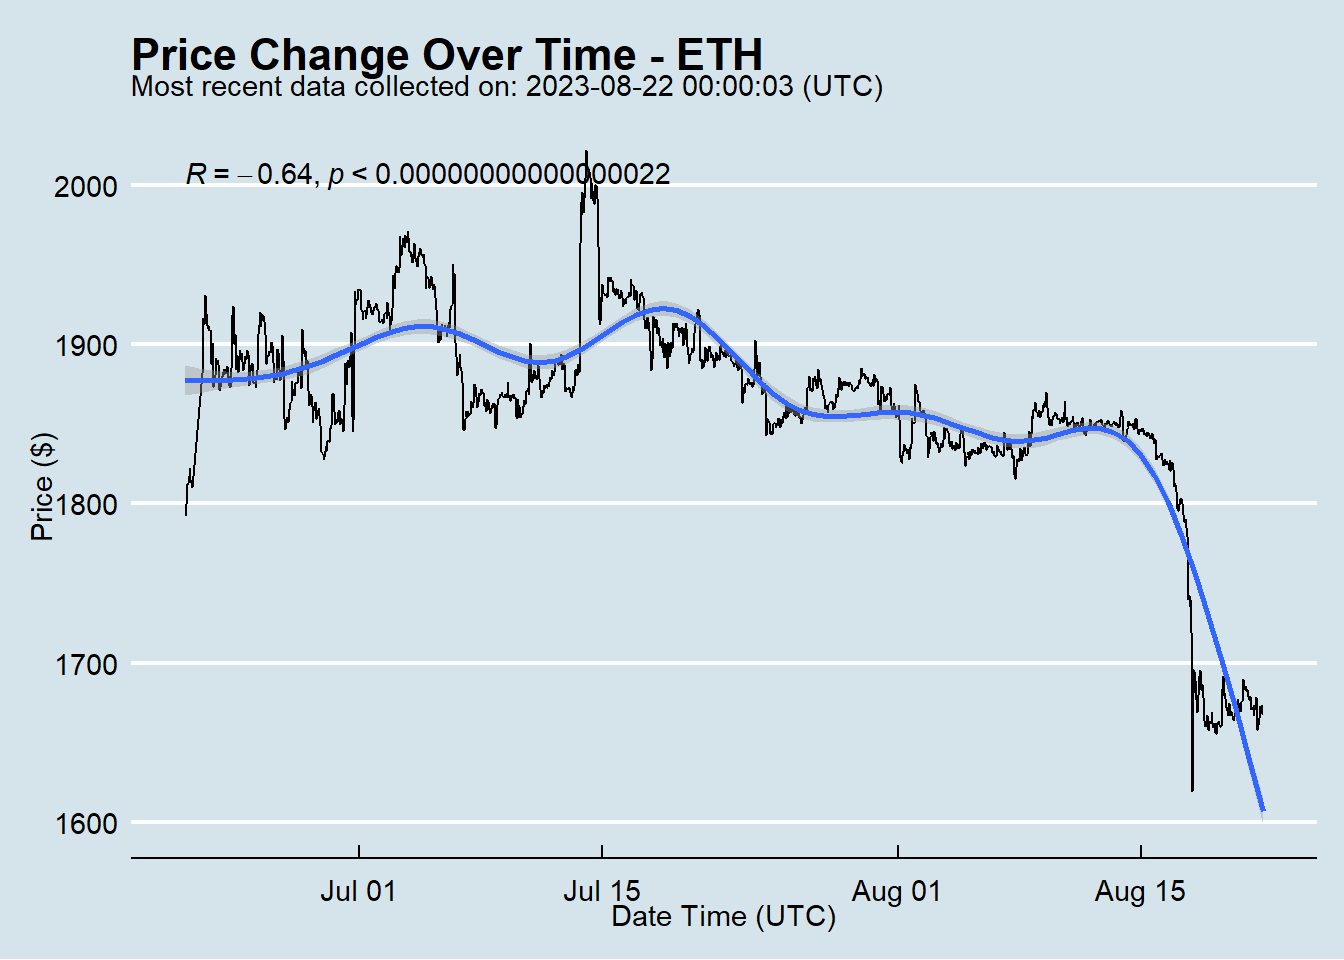 Price Change Over Time - ETH
Most recent data collected on: 2023-08-22 00:00:03 (UTC)
R = −0.64, p < 0.00000000000000022
2000
1900
1800
1700
1600
Price ($)
Jul 01
Jul 15
Aug 01
Aug 15
Date Time (UTC)